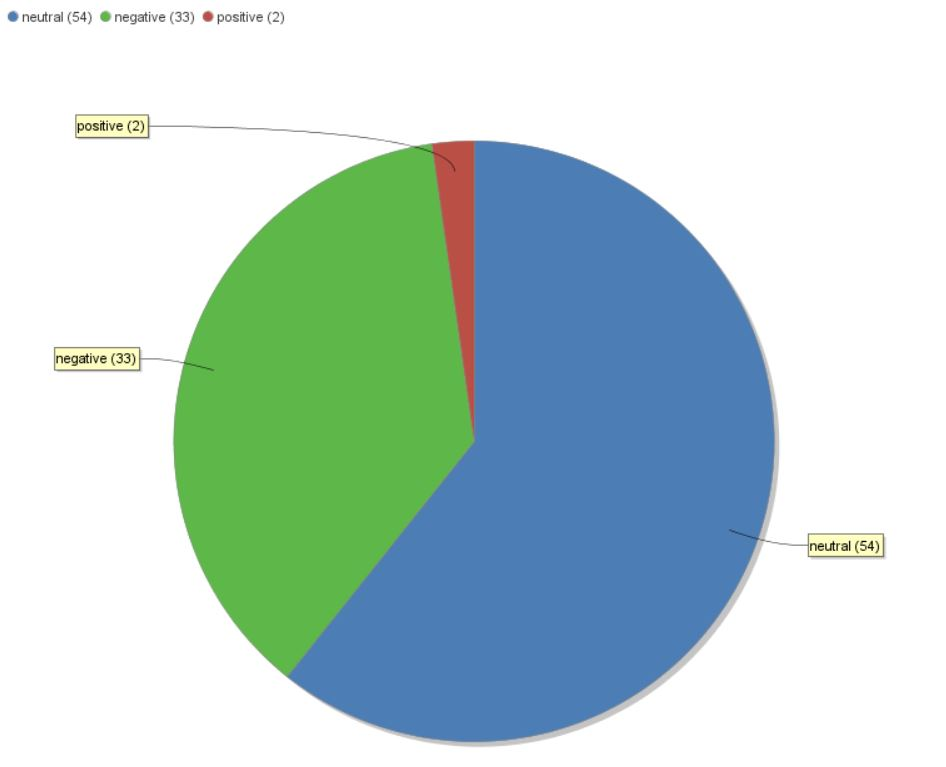 neutral (54) negative (33) positive (2)
positive (2)
negative (33)
neutral (54)